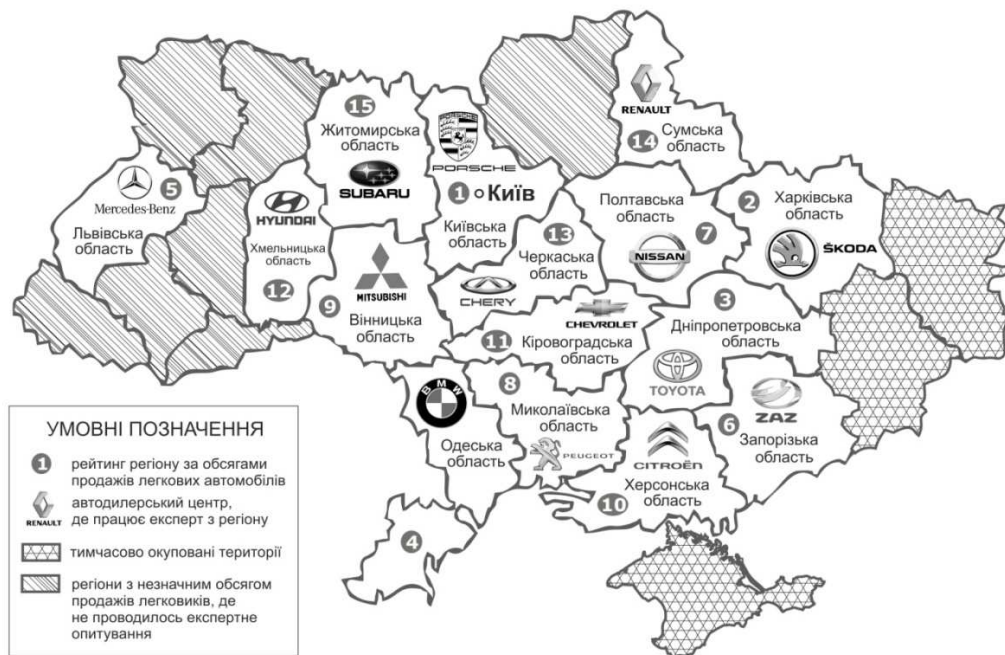 RENAULT
14
Сумська
область
15
Житомирська
область
SUBARU
PORSCHE
1
Київ
Київська
область
5
Mercedes-Benz
Львівська
область
HYUNDAI
Хмельницька
область
12
Полтавська
область
7
NISSAN
2
Харківська
область
ŠKODA
13
Черкаська
область
CHERY
MITSUBISHI
9
Вінницька
область
CHEVROLET
11
Кіровоградська
область
3
Дніпропетровська
область
TOYOTA
BMW
Одеська
область
4
8
Миколаївська
область
PEUGEOT
CITROËN
Херсонська
область
10
ZAZ
6
Запорізька
область
УМОВНІ ПОЗНАЧЕННЯ
1
рейтинг регіону за обсягами
продажів легкових автомобілів
RENAULT
автодилерський центр,
де працює експерт з регіону
тимчасово окуповані території
регіони з незначним обсягом
продажів легковиків, де
не проводилось експертне
опитування